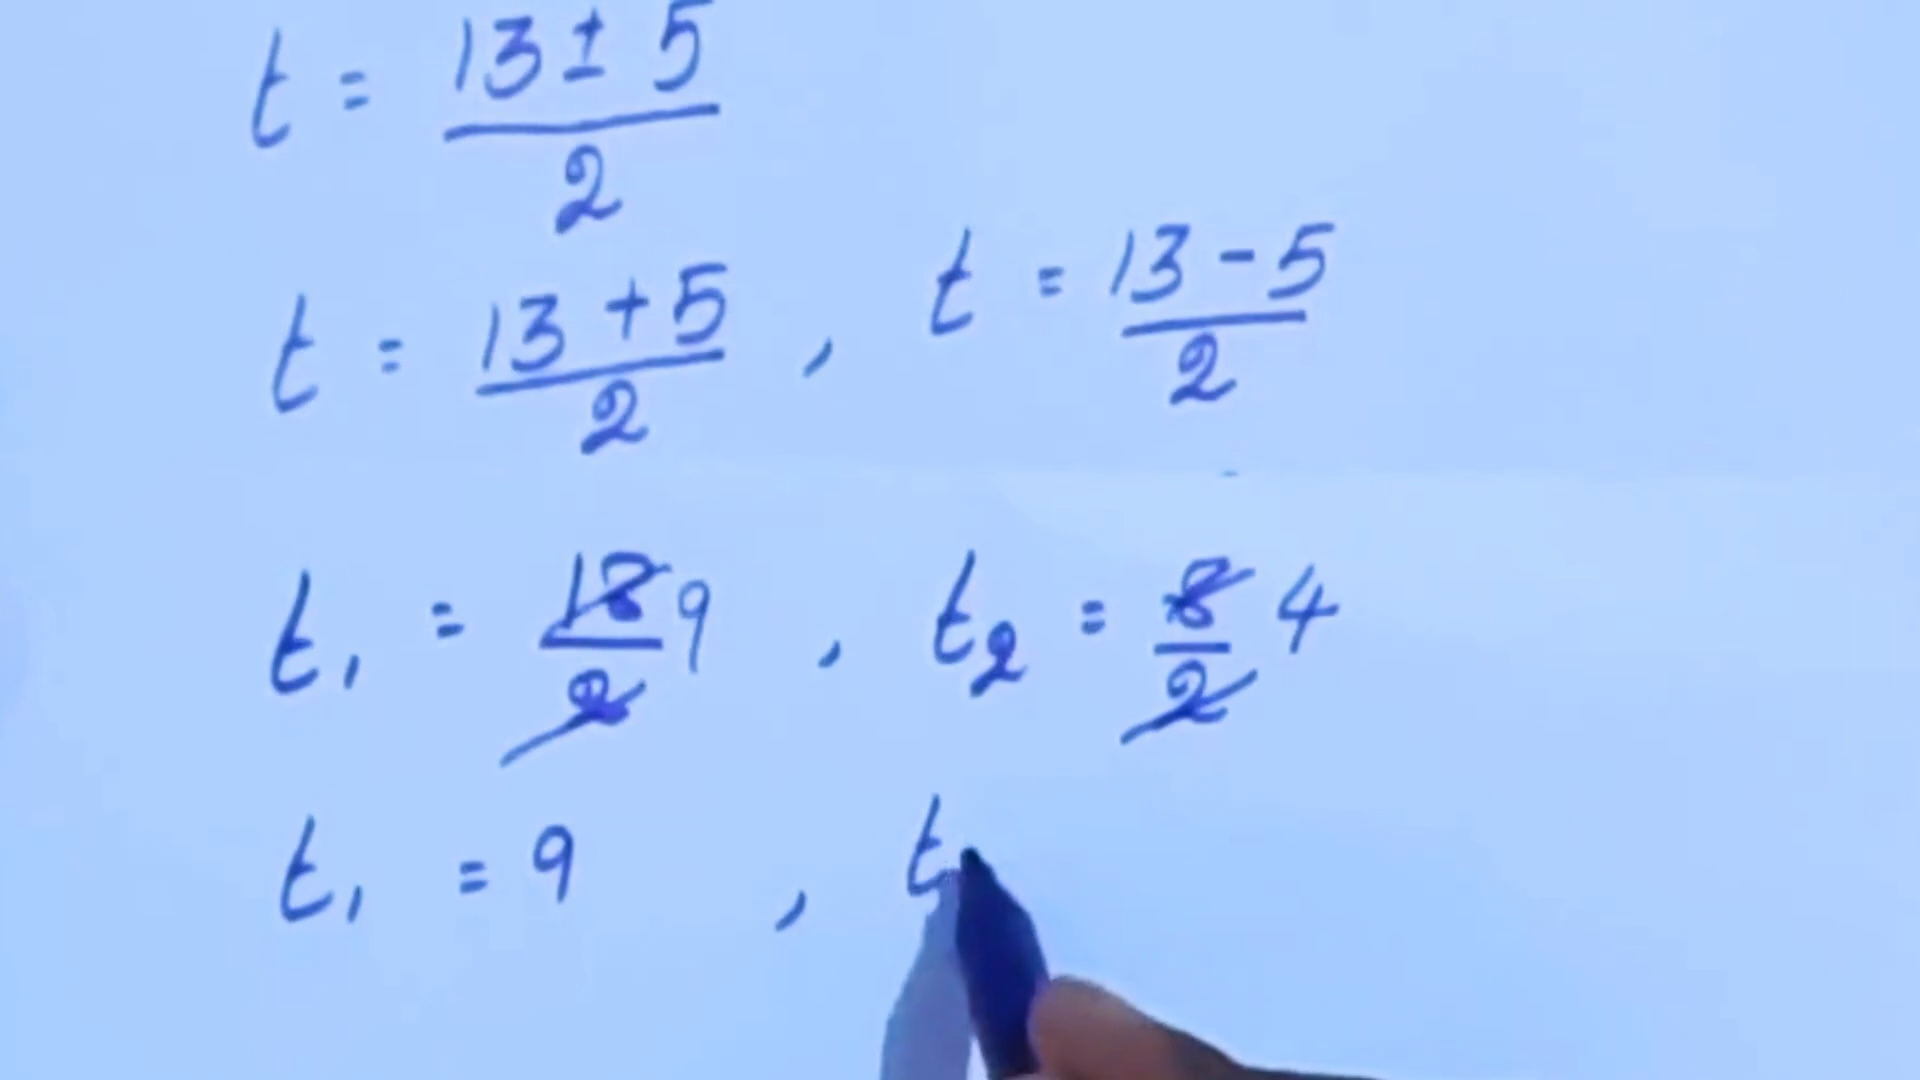 t = 13 ± 5 / 2
t = 13 + 5 / 2 , t = 13 - 5 / 2
t₁ = 18/2 9 , t₂ = 8/2 4
t₁ = 9 , t